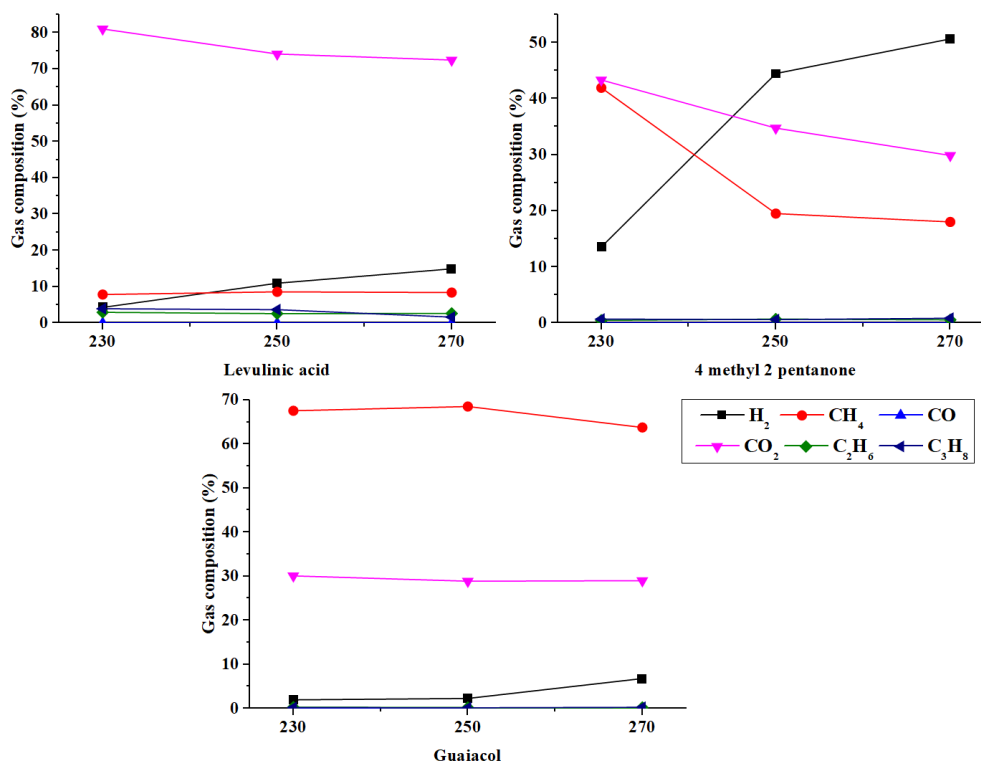 Gas composition (%)
80
70
60
50
40
30
20
10
0
230 250 270
Levulinic acid
Gas composition (%)
50
40
30
20
10
0
230 250 270
4 methyl 2 pentanone
Gas composition (%)
70
60
50
40
30
20
10
0
230 250 270
Guaiacol
H₂ CH₄ CO
CO₂ C₂H₆ C₃H₈